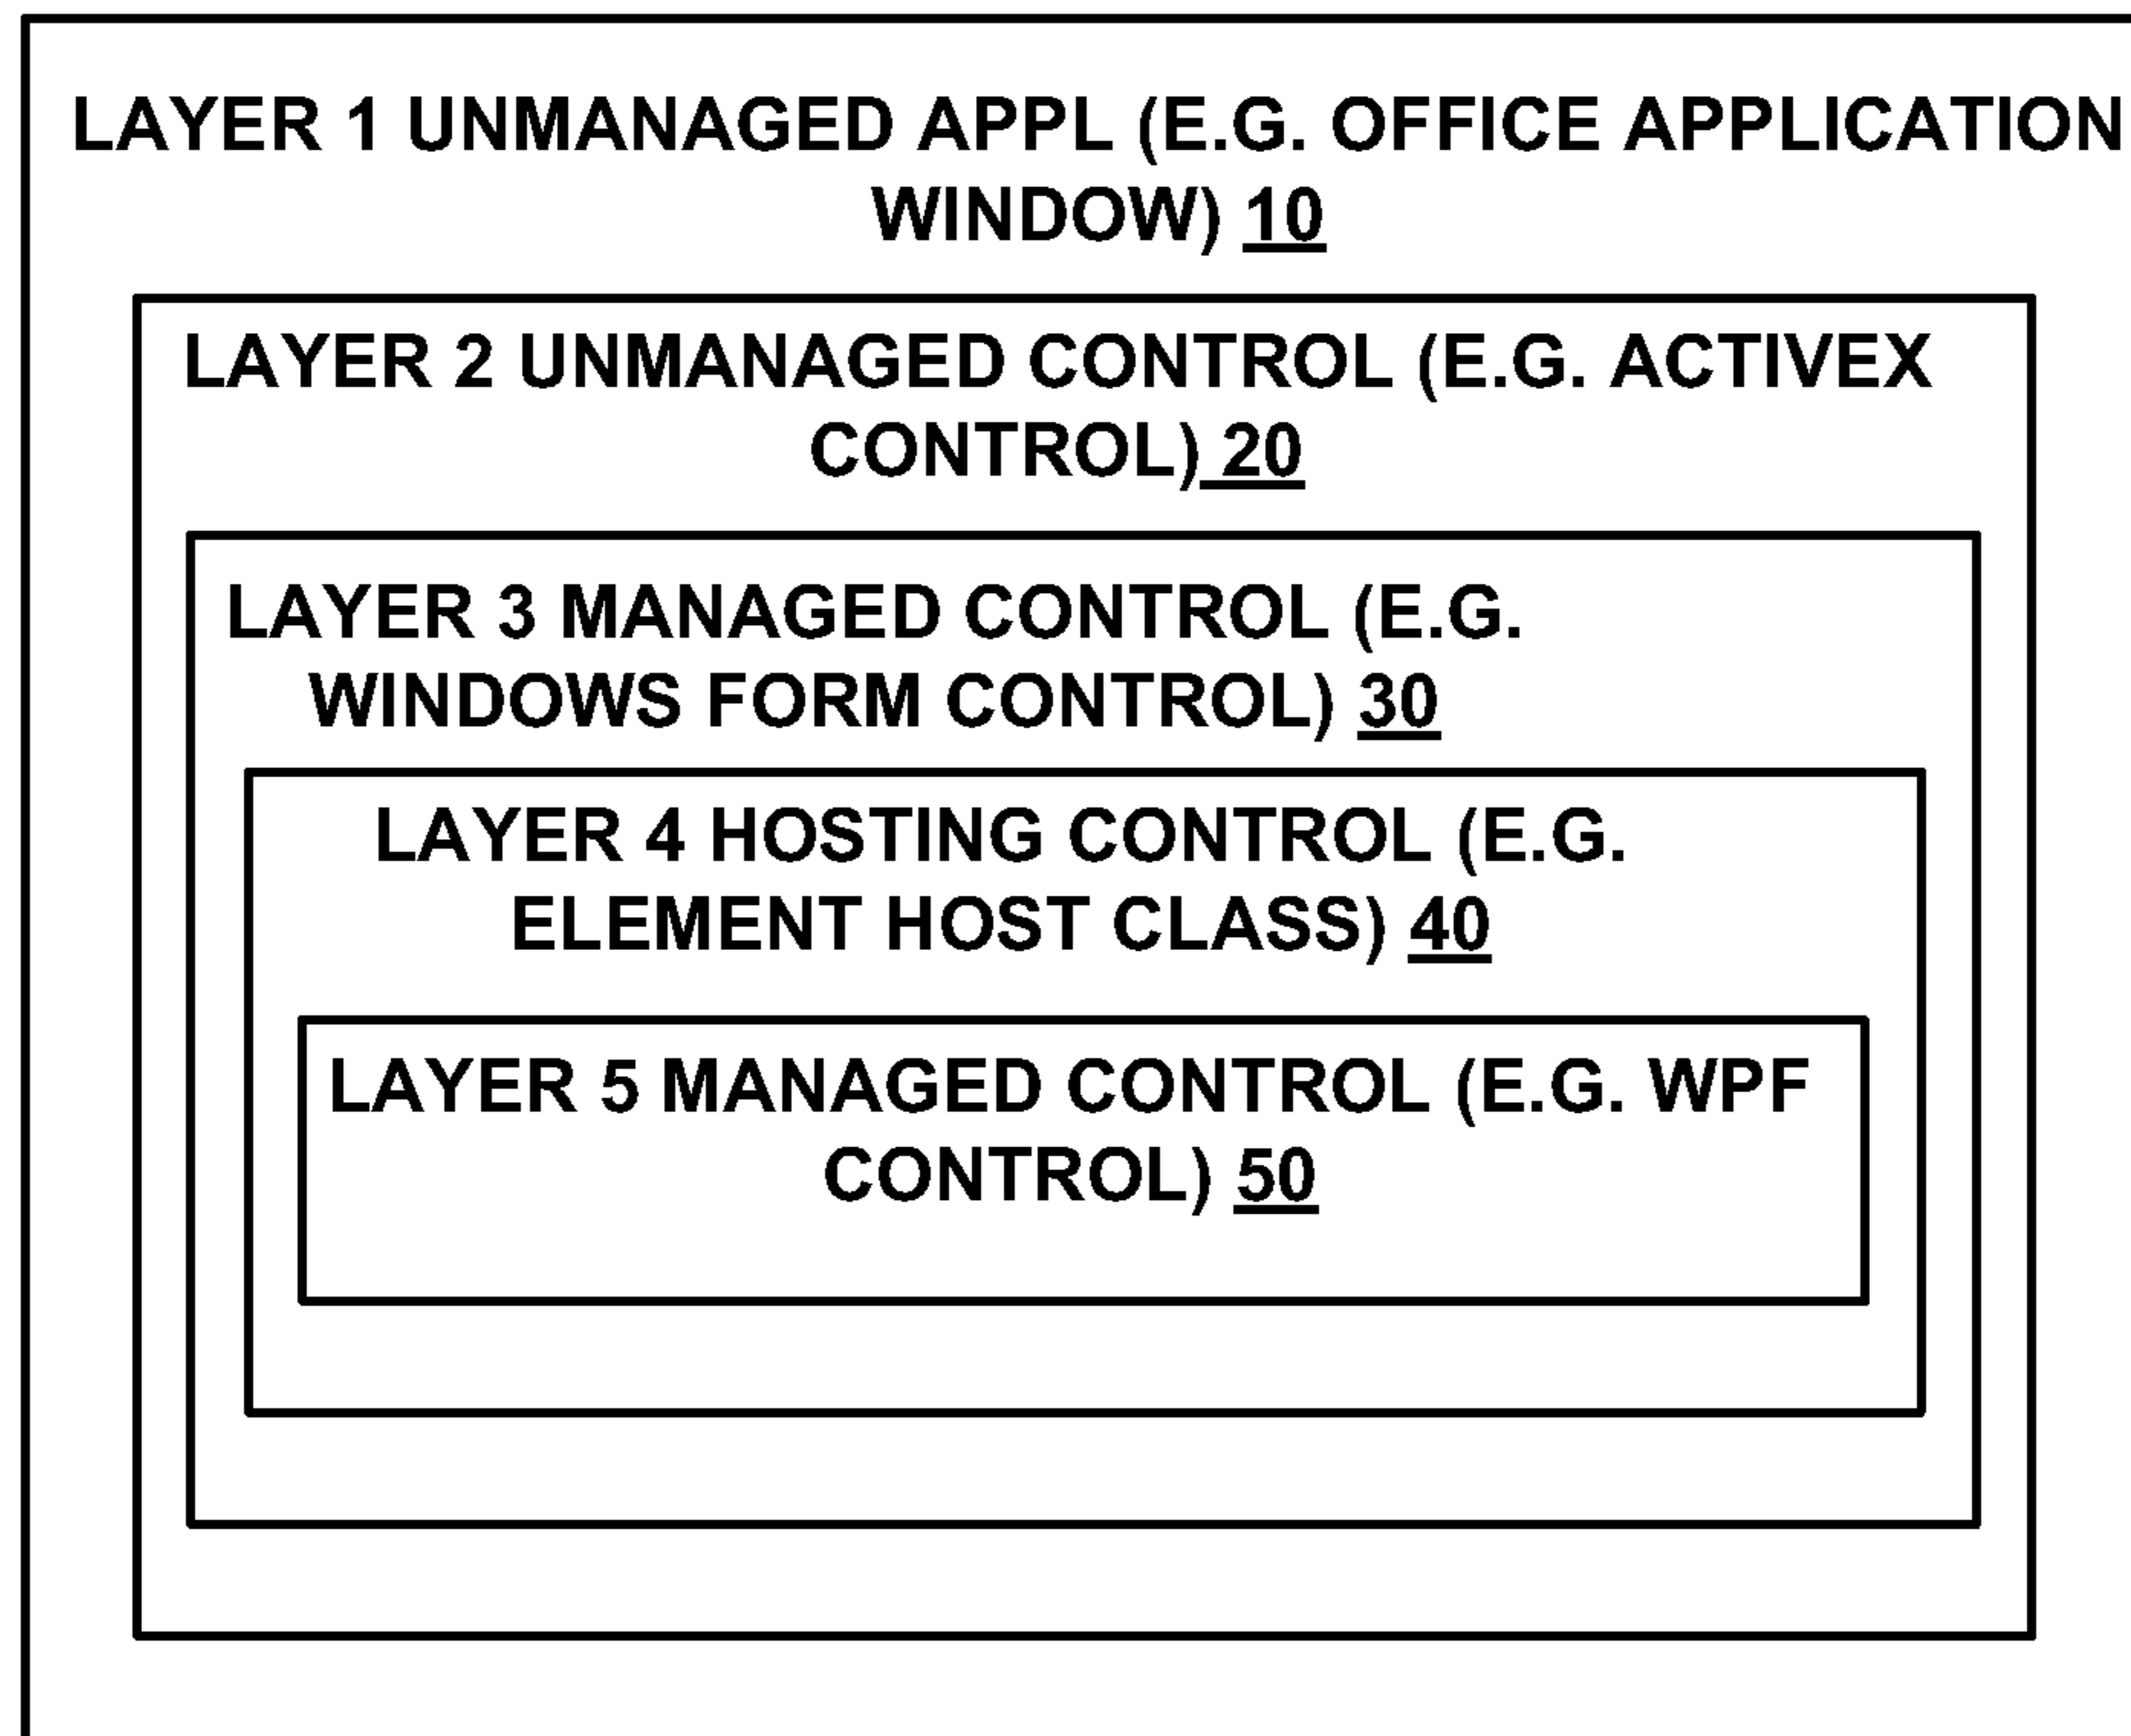 LAYER 1 UNMANAGED APPL (E.G. OFFICE APPLICATION
WINDOW) 10
LAYER 2 UNMANAGED CONTROL (E.G. ACTIVEX
CONTROL) 20
LAYER 3 MANAGED CONTROL (E.G.
WINDOWS FORM CONTROL) 30
LAYER 4 HOSTING CONTROL (E.G.
ELEMENT HOST CLASS) 40
LAYER 5 MANAGED CONTROL (E.G. WPF
CONTROL) 50